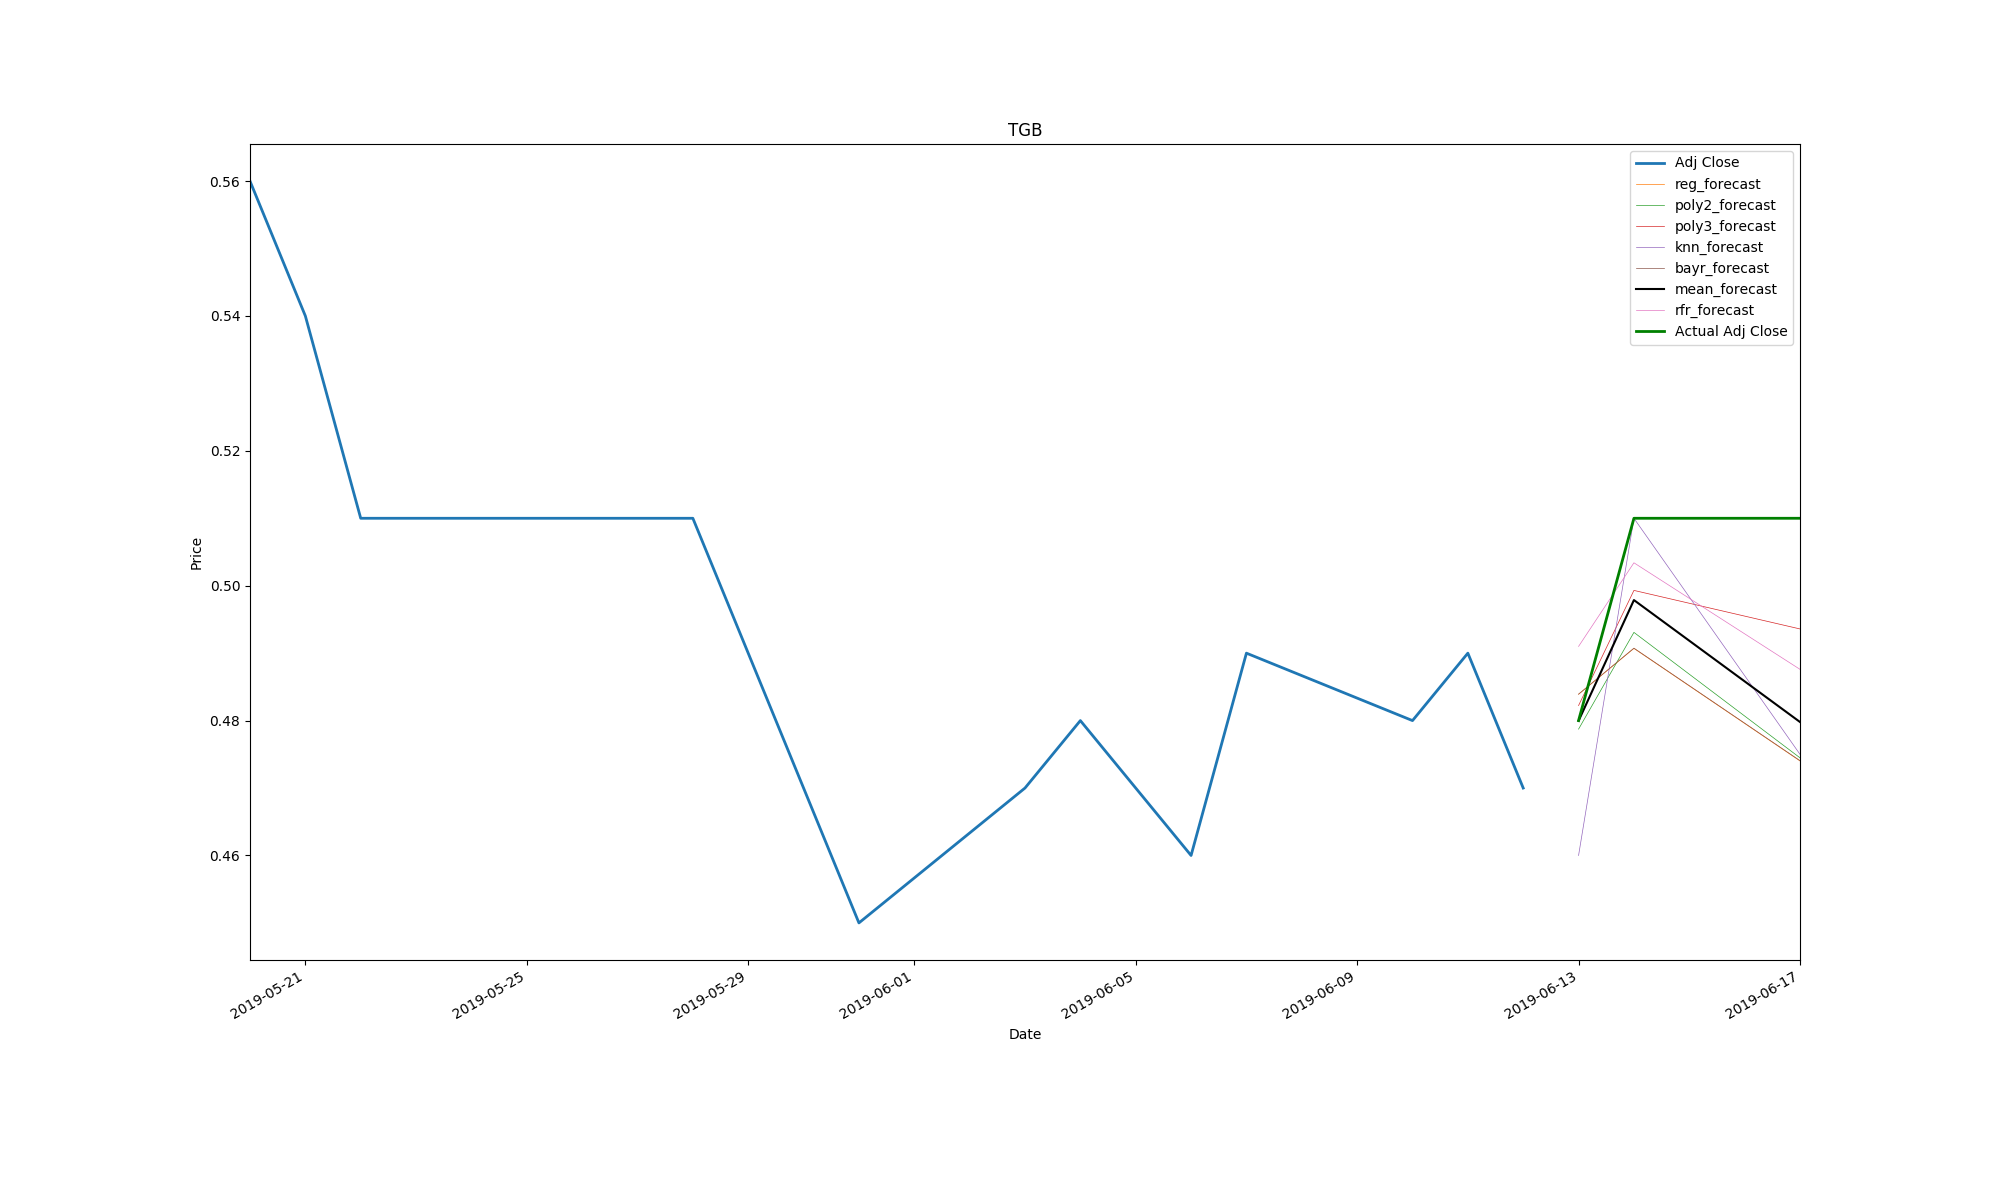 TGB
Adj Close
reg_forecast
poly2_forecast
poly3_forecast
knn_forecast
bayr_forecast
mean_forecast
rfr_forecast
Actual Adj Close
0.56
0.54
0.52
0.50
0.48
0.46
Price
2019-05-21
2019-05-25
2019-05-29
2019-06-01
2019-06-05
2019-06-09
2019-06-13
2019-06-17
Date